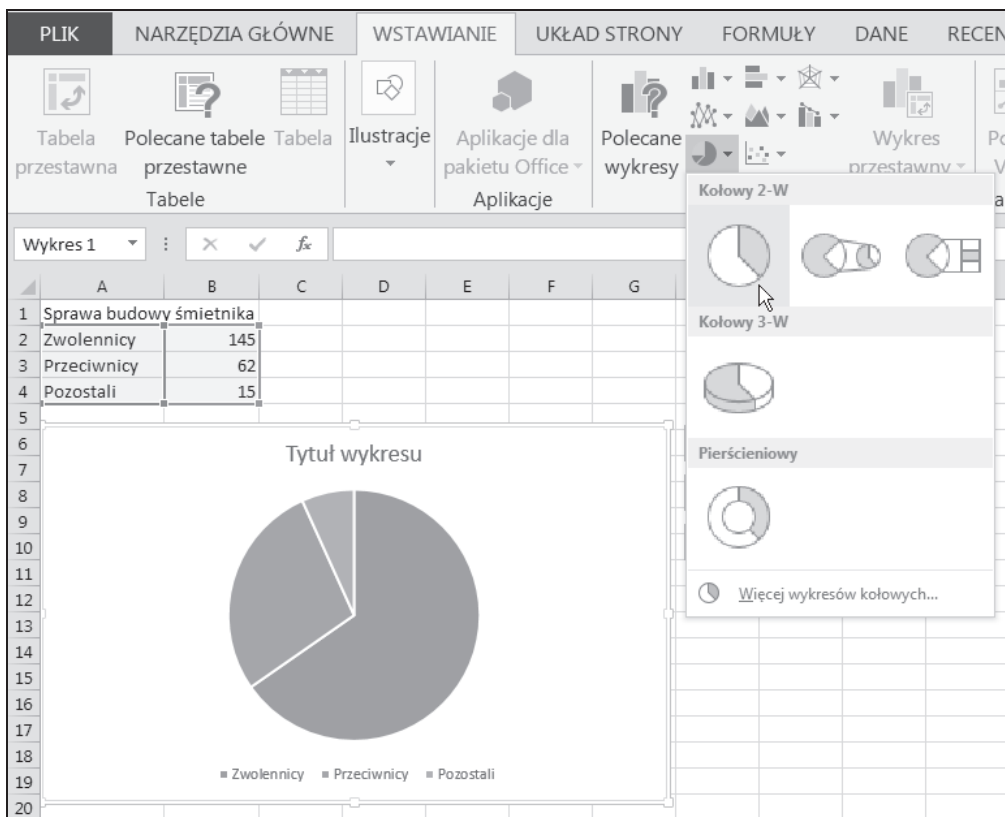 PLIK NARZĘDZIA GŁÓWNE WSTAWIANIE UKŁAD STRONY FORMUŁY DANE RECEN
Tabela przestawna
Polecane tabele przestawne
Tabela
Tabele
Ilustracje
Aplikacje dla pakietu Office
Aplikacje
Polecane wykresy
Wykres przestawny
Kołowy 2-W
Kołowy 3-W
Pierścieniowy
Więcej wykresów kołowych...
Wykres 1 fx
A B C D E F G
1 Sprawa budowy śmietnika
2 Zwolennicy 145
3 Przeciwnicy 62
4 Pozostali 15
5
6
7
8
9
10
11
12
13
14
15
16
17
18
19
20
Tytuł wykresu
Zwolennicy Przeciwnicy Pozostali